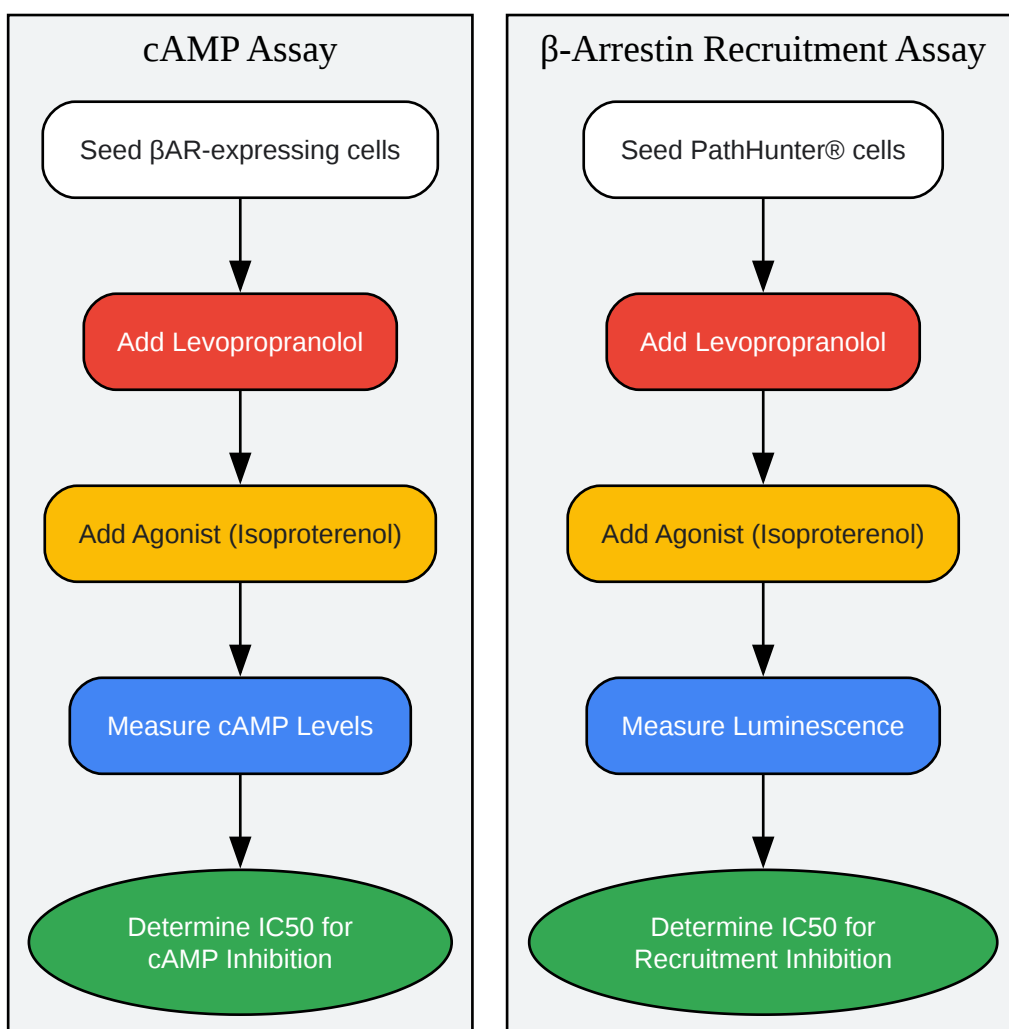 cAMP Assay
Seed βAR-expressing cells
Add Levopropranolol
Add Agonist (Isoproterenol)
Measure cAMP Levels
Determine IC50 for
cAMP Inhibition
β-Arrestin Recruitment Assay
Seed PathHunter® cells
Add Levopropranolol
Add Agonist (Isoproterenol)
Measure Luminescence
Determine IC50 for
Recruitment Inhibition